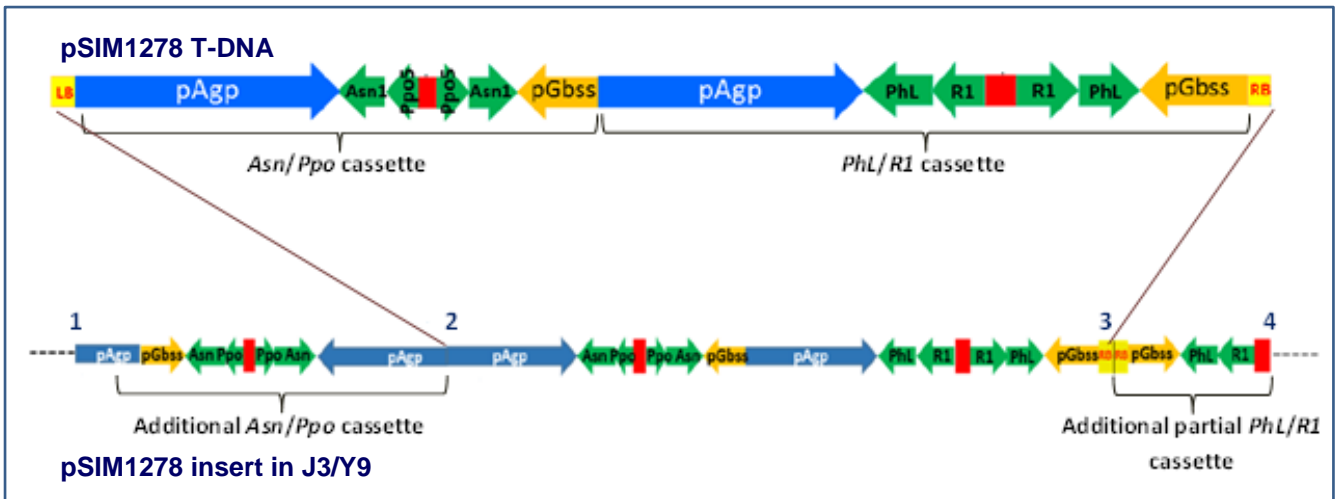 pSIM1278 T-DNA
LB pAgp Asn1 Ppo5 Ppo5 Asn1 pGbss pAgp PhL R1 R1 PhL pGbss RB
Asn/Ppo cassette PhL/R1 cassette
1 2 3 4
pAgp pGbss Asn Ppo Ppo Asn pAgp pAgp Asn Ppo Ppo Asn pGbss pAgp PhL R1 R1 PhL pGbss RB RB pGbss PhL R1
Additional Asn/Ppo cassette Additional partial PhL/R1
cassette
pSIM1278 insert in J3/Y9